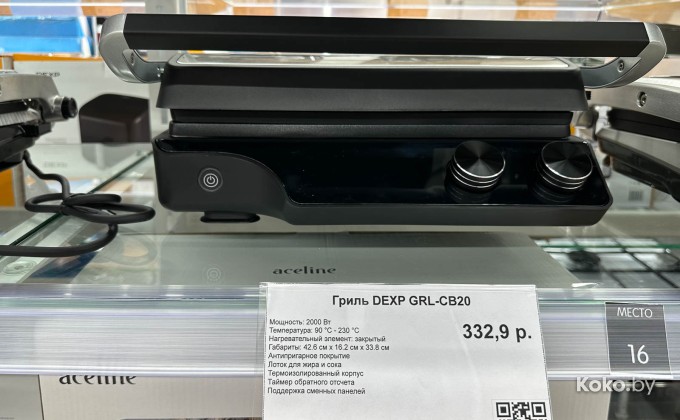 DEXP
aceline
Гриль DEXP GRL-CB20
Мощность: 2000 Вт
Температура: 90 °C - 230 °C
Нагревательный элемент: закрытый
Габариты: 42.6 см x 16.2 см x 33.8 см
Антипригарное покрытие
Лоток для жира и сока
Термоизолированный корпус
Таймер обратного отсчета
Поддержка сменных панелей
332,9 р.
МЕСТО
16
aceline
Koko.by